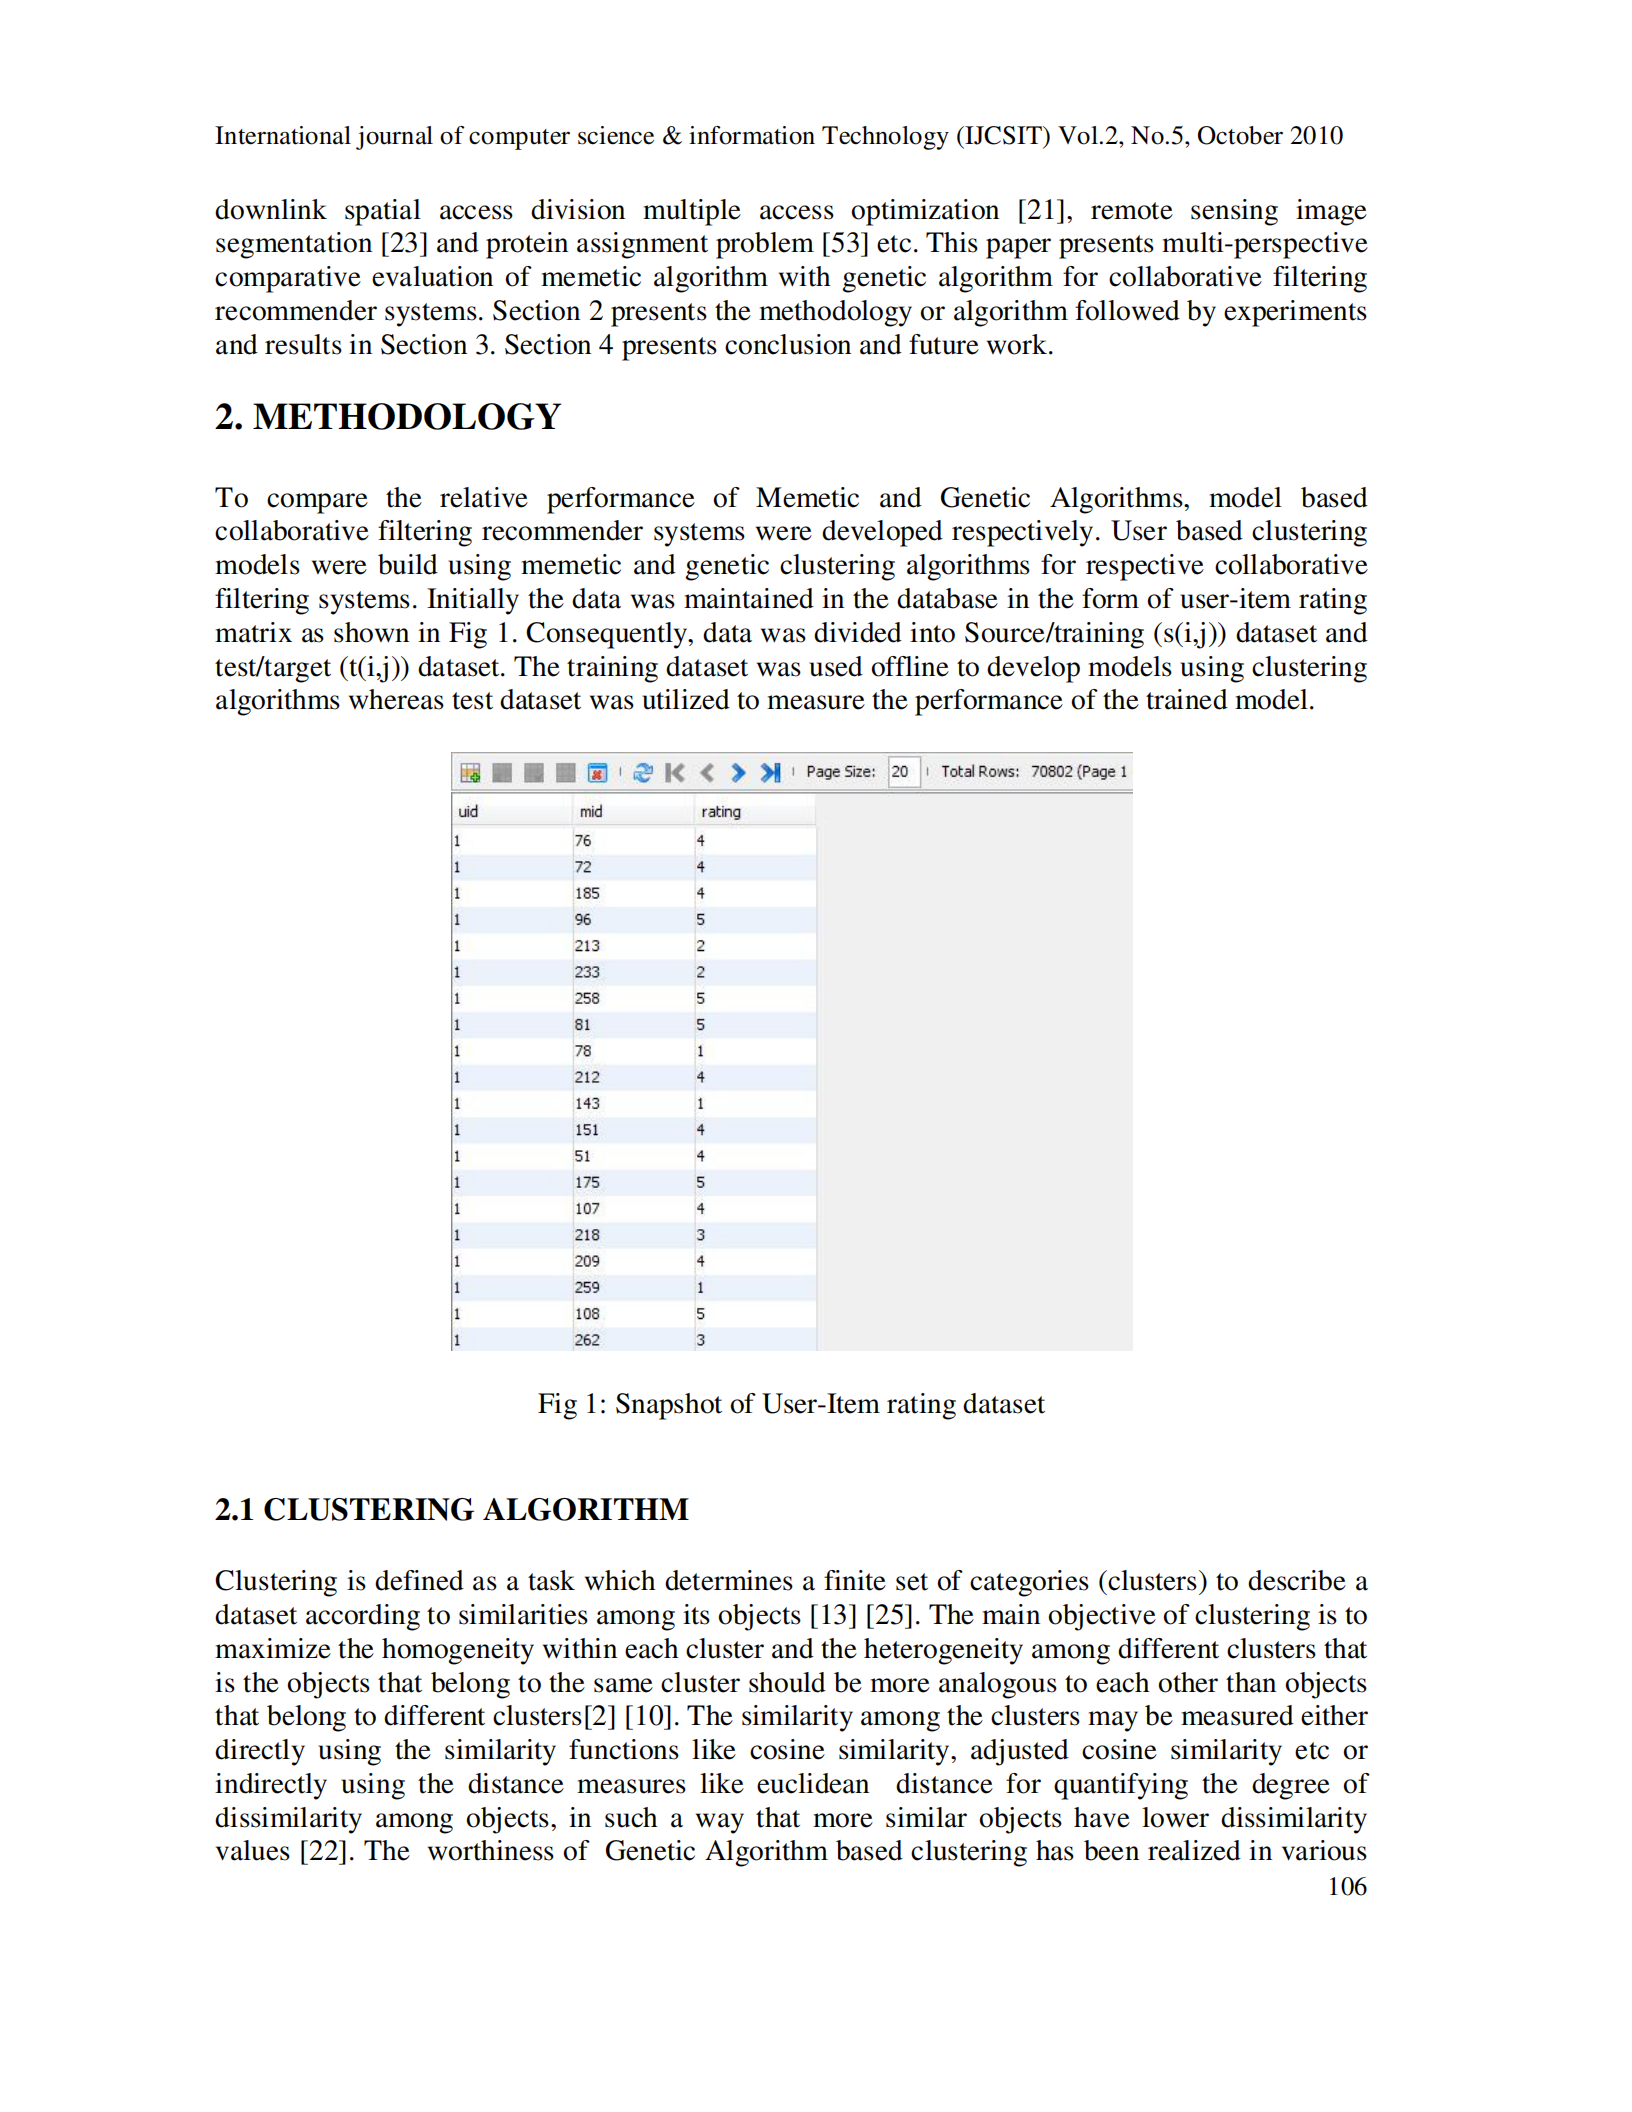 International journal of computer science & information Technology (IJCSIT) Vol.2, No.5, October 2010
downlink spatial access division multiple access optimization [21], remote sensing image
segmentation [23] and protein assignment problem [53] etc. This paper presents multi-perspective
comparative evaluation of memetic algorithm with genetic algorithm for collaborative filtering
recommender systems. Section 2 presents the methodology or algorithm followed by experiments
and results in Section 3. Section 4 presents conclusion and future work.
2. METHODOLOGY
To compare the relative performance of Memetic and Genetic Algorithms, model based
collaborative filtering recommender systems were developed respectively. User based clustering
models were build using memetic and genetic clustering algorithms for respective collaborative
filtering systems. Initially the data was maintained in the database in the form of user-item rating
matrix as shown in Fig 1. Consequently, data was divided into Source/training (s(i,j)) dataset and
test/target (t(i,j)) dataset. The training dataset was used offline to develop models using clustering
algorithms whereas test dataset was utilized to measure the performance of the trained model.
Page Size: 20 Total Rows: 70802 (Page 1
uid mid rating
1 76 4
1 72 4
1 185 4
1 96 5
1 213 2
1 233 2
1 258 5
1 81 5
1 78 1
1 212 4
1 143 1
1 151 4
1 51 4
1 175 5
1 107 4
1 218 3
1 209 4
1 259 1
1 108 5
1 262 3
Fig 1: Snapshot of User-Item rating dataset
2.1 CLUSTERING ALGORITHM
Clustering is defined as a task which determines a finite set of categories (clusters) to describe a
dataset according to similarities among its objects [13] [25]. The main objective of clustering is to
maximize the homogeneity within each cluster and the heterogeneity among different clusters that
is the objects that belong to the same cluster should be more analogous to each other than objects
that belong to different clusters[2] [10]. The similarity among the clusters may be measured either
directly using the similarity functions like cosine similarity, adjusted cosine similarity etc or
indirectly using the distance measures like euclidean distance for quantifying the degree of
dissimilarity among objects, in such a way that more similar objects have lower dissimilarity
values [22]. The worthiness of Genetic Algorithm based clustering has been realized in various
106